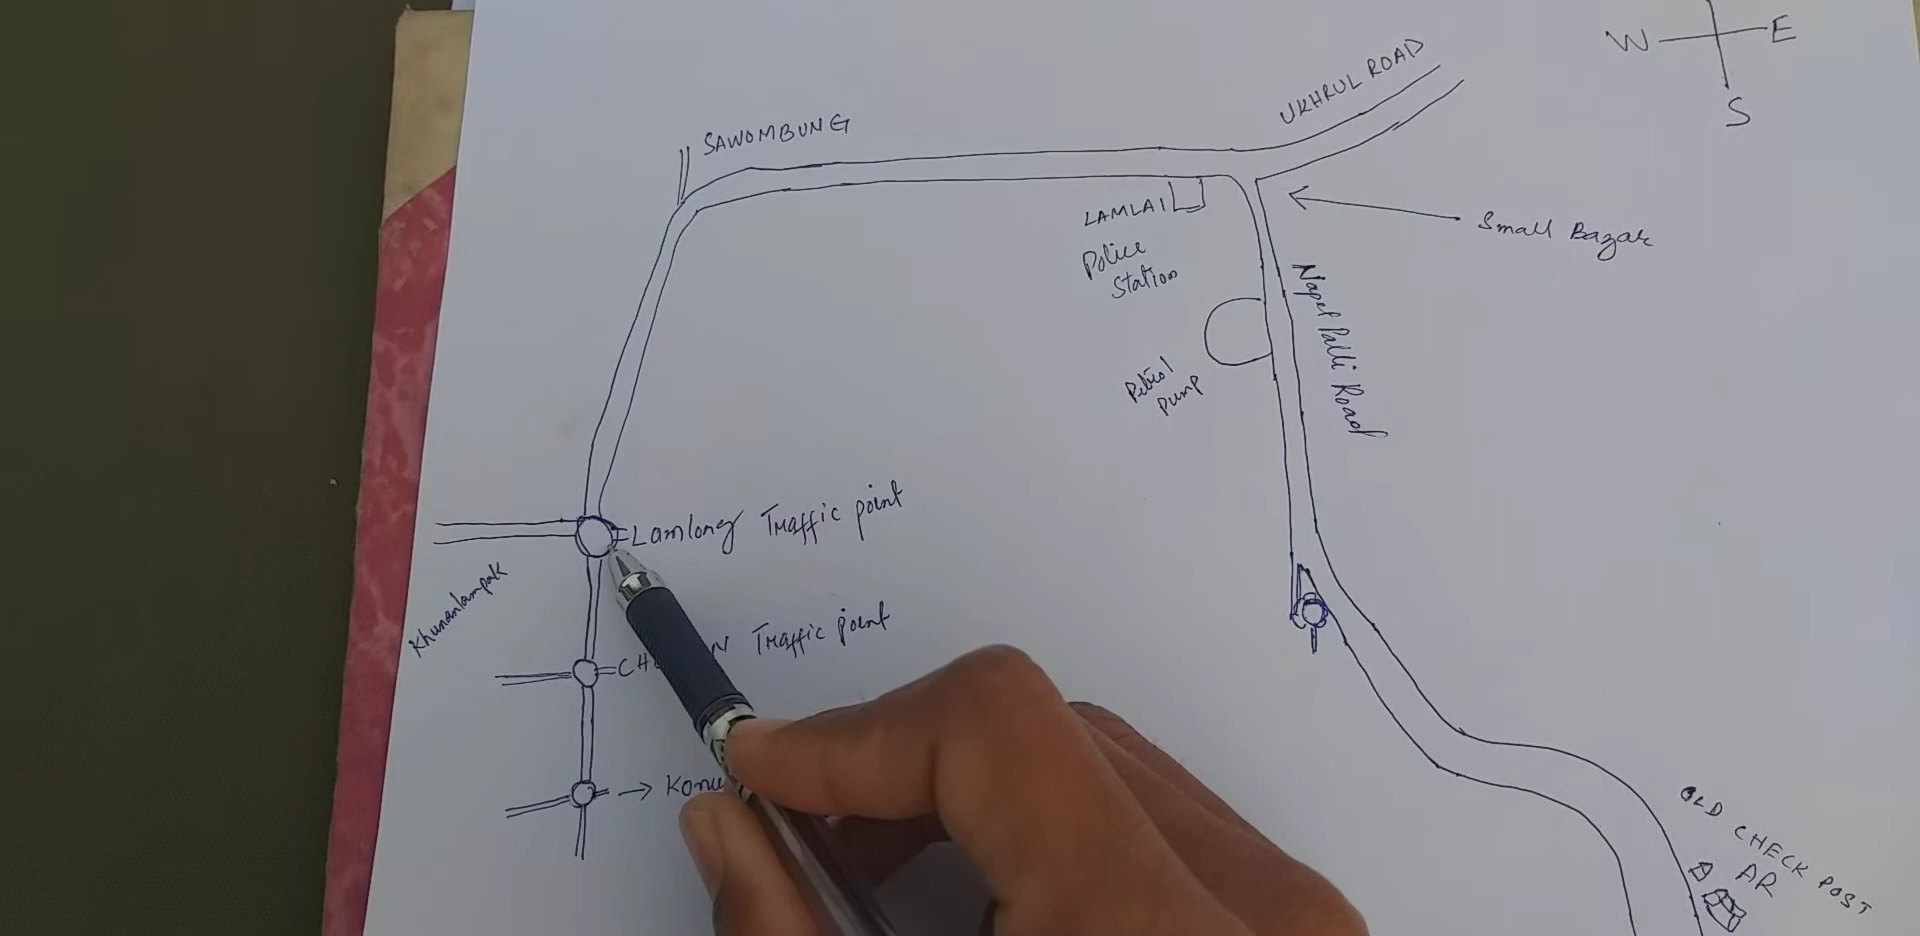 W E
S
UKHRUL ROAD
SAWOMBUNG
LAMLAI
Police
Station
Small Bazar
Napet Palli Road
Petrol
Pump
Lamlong Traffic point
Khunanlampak
Traffic point
OLD CHECK POST
AR